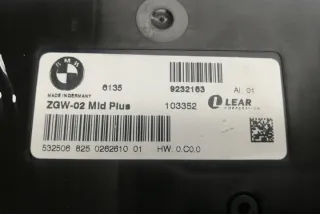 BMW
MADE IN GERMANY
6135 9232163 AI. 01
ZGW-02 Mid Plus 103352 LEAR
CORPORATION
532506 825 0262610 01 HW: 0.C0.0